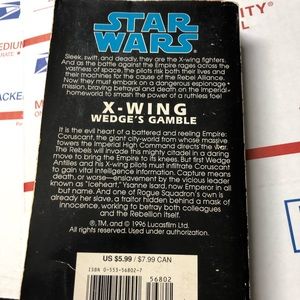 STAR
WARS
Sleek, swift, and deadly, they are the X-wing fighters.
And as the battle against the Empire rages across the
vastness of space, the pilots risk both their lives and
their machines for the cause of the Rebel Alliance.
Now they must embark on a dangerous espionage
mission, braving betrayal and death on the Imperial
homeworld to smash the power of a ruthless foe!
X-WING
WEDGE'S GAMBLE
It is the evil heart of a battered and reeling Empire:
Coruscant, the giant city-world from whose massive
towers the Imperial High Command directs the war.
The Rebels will invade this mighty citadel in a daring
move to bring the Empire to its knees. But first Wedge
Antilles and his X-wing pilots must infiltrate Coruscant
to gain vital intelligence information. Capture means
death, or worse—enslavement by the vicious leader
known as "Iceheart," Ysanne Isard, now Emperor in all
but name. And one of Rogue Squadron's own is
already her slave, a traitor hidden behind a mask of
innocence, working to betray both colleagues
and the Rebellion itself.
®, TM, and © 1996 Lucasfilm Ltd.
All rights reserved. Used under authorization.
US $5.99 / $7.99 CAN
ISBN 0-553-56802-7
56802